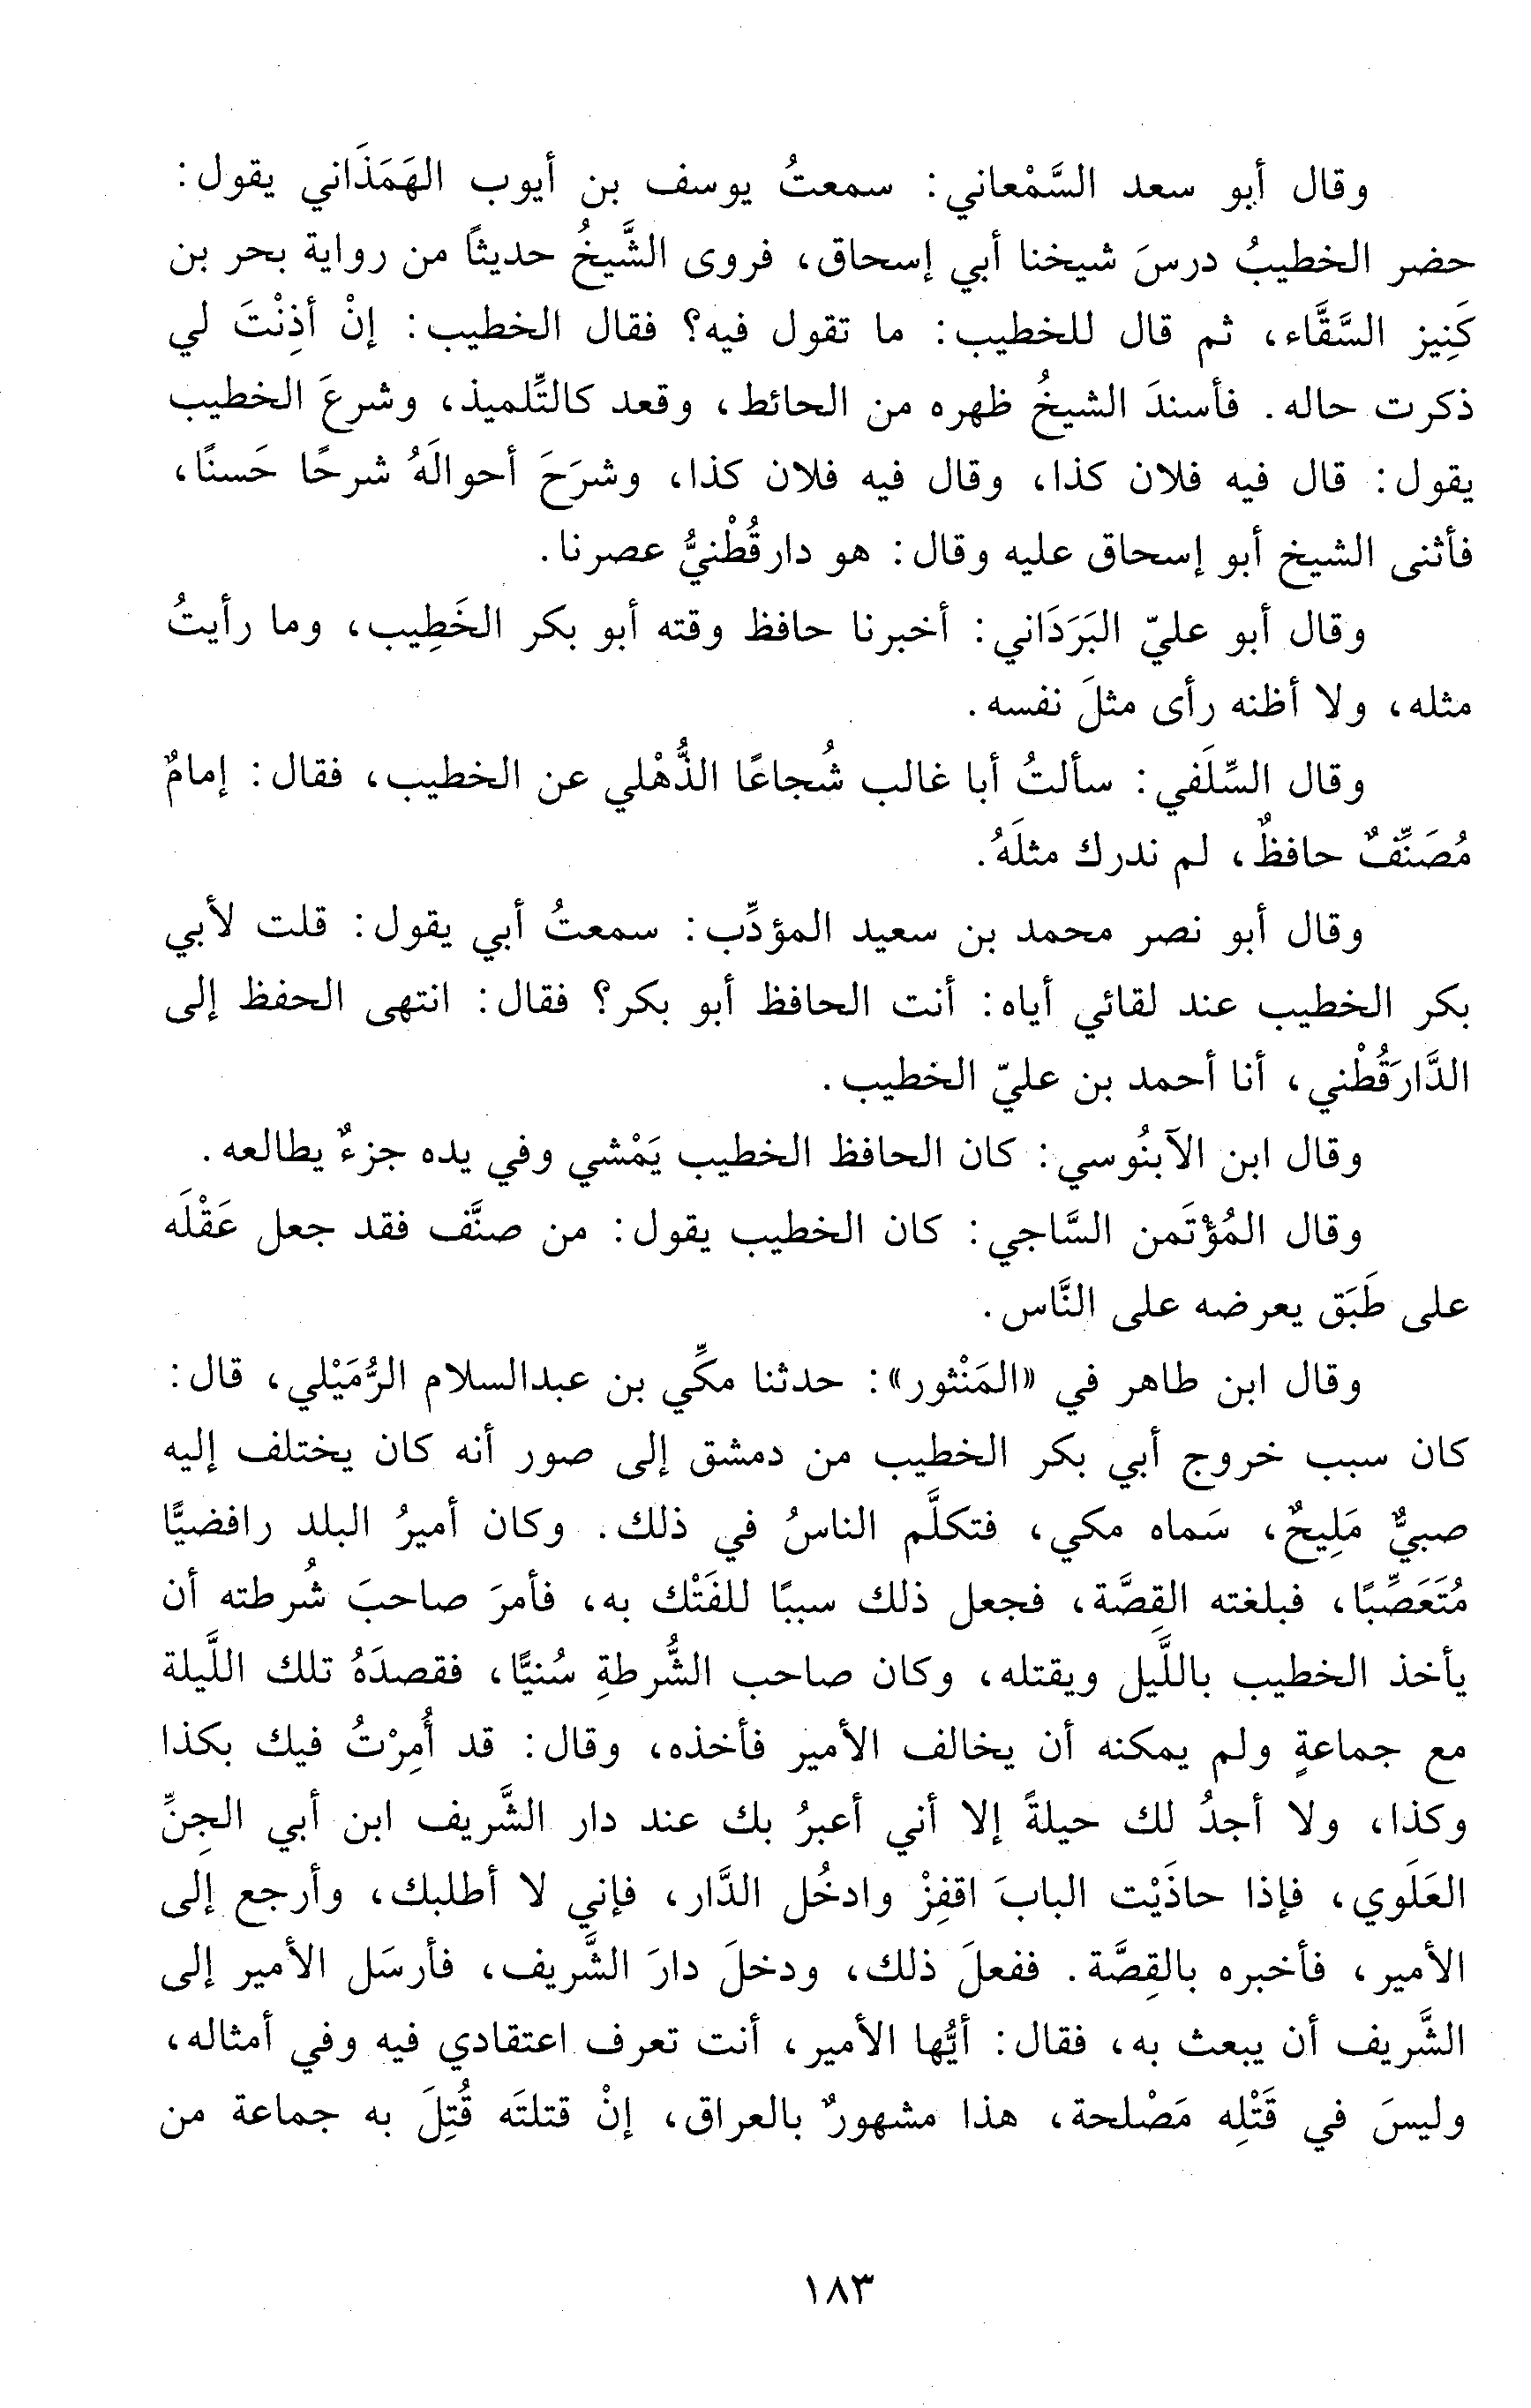 وقال أبو سعد السَّمْعاني: سمعتُ يوسف بن أيوب الهَمَذَاني يقول:
حضر الخطيبُ درسَ شيخنا أبي إسحاق، فروى الشَّيخُ حديثاً من رواية بحر بن
كَنِيز السَّقَّاء، ثم قال للخطيب: ما تقول فيه؟ فقال الخطيب: إنْ أذِنْتَ لي
ذكرت حاله. فأسندَ الشيخُ ظهره من الحائط، وقعد كالتِّلميذ، وشرعَ الخطيب
يقول: قال فيه فلان كذا، وقال فيه فلان كذا، وشرَحَ أحوالَهُ شرحًا حَسنًا،
فأثنى الشيخ أبو إسحاق عليه وقال: هو دارقُطْنيُّ عصرنا.
وقال أبو عليّ البَرَدَاني: أخبرنا حافظ وقته أبو بكر الخَطِيب، وما رأيتُ
مثله، ولا أظنه رأى مثلَ نفسه.
وقال السِّلَفي: سألتُ أبا غالب شُجاعًا الذُّهْلي عن الخطيب، فقال: إمامٌ
مُصَنِّفٌ حافظٌ، لم ندرك مثلَهُ.
وقال أبو نصر محمد بن سعيد المؤدِّب: سمعتُ أبي يقول: قلت لأبي
بكر الخطيب عند لقائي أياه: أنت الحافظ أبو بكر؟ فقال: انتهى الحفظ إلى
الدَّارَقُطْني، أنا أحمد بن عليّ الخطيب.
وقال ابن الآبنُوسي: كان الحافظ الخطيب يَمْشي وفي يده جزءٌ يطالعه.
وقال المُؤْتَمن السَّاجي: كان الخطيب يقول: من صنَّف فقد جعل عَقْلَه
على طَبَق يعرضه على النَّاس.
وقال ابن طاهر في «المَنْثور»: حدثنا مكِّي بن عبدالسلام الرُّمَيْلي، قال:
كان سبب خروج أبي بكر الخطيب من دمشق إلى صور أنه كان يختلف إليه
صبيٌّ مَلِيحٌ، سَماه مكي، فتكلَّم الناسُ في ذلك. وكان أميرُ البلد رافضيًّا
مُتَعَصِّبًا، فبلغته القِصَّة، فجعل ذلك سببًا للفَتْك به، فأمرَ صاحبَ شُرطته أن
يأخذ الخطيب باللَّيل ويقتله، وكان صاحب الشُّرطةِ سُنيًّا، فقصدَهُ تلك اللَّيلة
مع جماعةٍ ولم يمكنه أن يخالف الأمير فأخذه، وقال: قد أُمِرْتُ فيك بكذا
وكذا، ولا أجدُ لك حيلةً إلا أني أعبرُ بك عند دار الشَّريف ابن أبي الجِنِّ
العَلَوي، فإذا حاذَيْت البابَ اقفِزْ وادخُل الدَّار، فإني لا أطلبك، وأرجع إلى
الأمير، فأخبره بالقِصَّة. ففعلَ ذلك، ودخلَ دارَ الشَّريف، فأرسَل الأمير إلى
الشَّريف أن يبعث به، فقال: أيُّها الأمير، أنت تعرف اعتقادي فيه وفي أمثاله،
وليسَ في قَتْلِه مَصْلحة، هذا مشهورٌ بالعراق، إنْ قتلتَه قُتِلَ به جماعة من
١٨٣